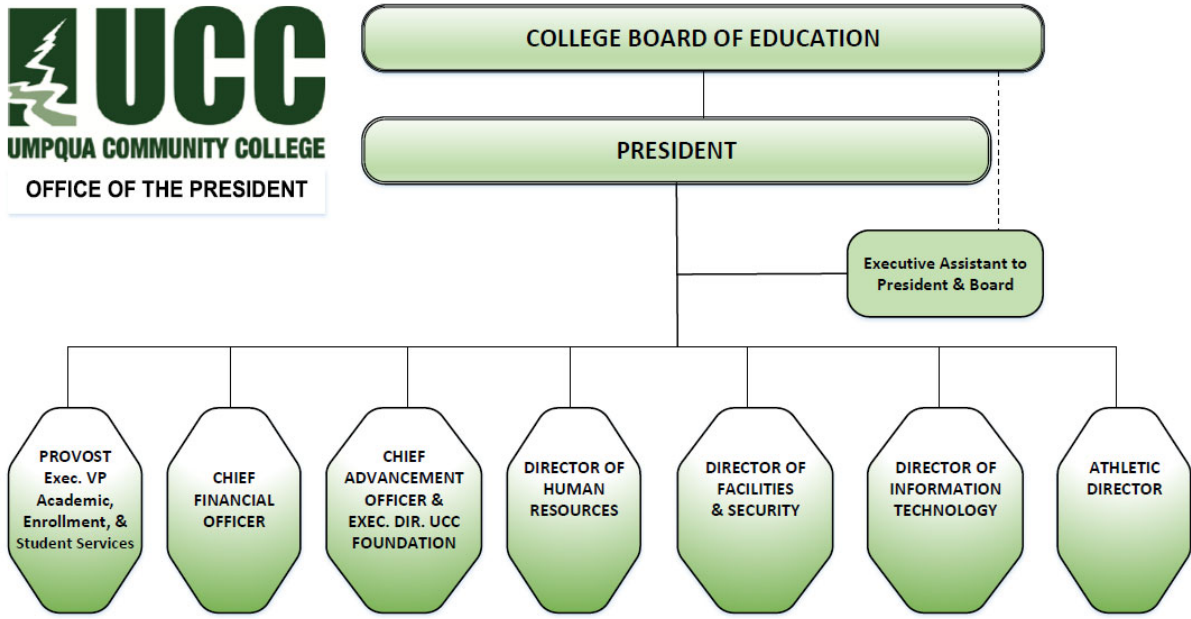 UCC
UMPQUA COMMUNITY COLLEGE
OFFICE OF THE PRESIDENT
COLLEGE BOARD OF EDUCATION
PRESIDENT
Executive Assistant to
President & Board
PROVOST
Exec. VP
Academic,
Enrollment, &
Student Services
CHIEF
FINANCIAL
OFFICER
CHIEF
ADVANCEMENT
OFFICER &
EXEC. DIR. UCC
FOUNDATION
DIRECTOR OF
HUMAN
RESOURCES
DIRECTOR OF
FACILITIES
& SECURITY
DIRECTOR OF
INFORMATION
TECHNOLOGY
ATHLETIC
DIRECTOR